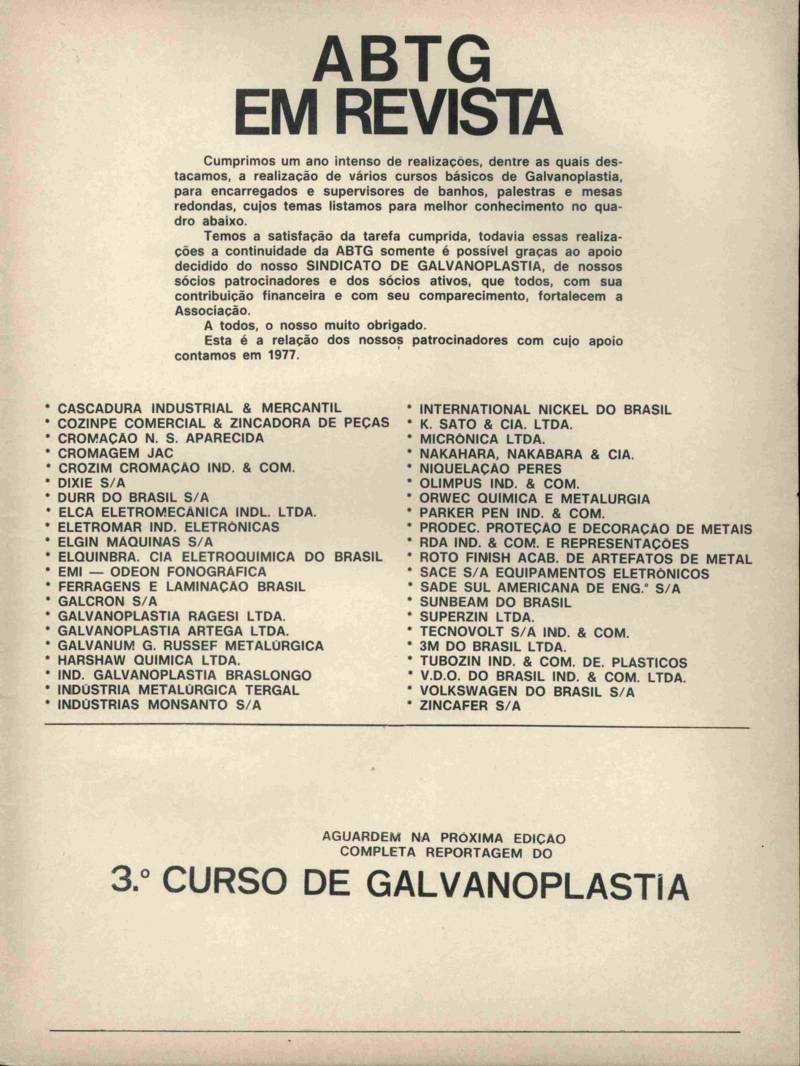 ABTG
EM REVISTA
Cumprimos um ano intenso de realizações, dentre as quais des-
tacamos, a realização de vários cursos básicos de Galvanoplastia,
para encarregados e supervisores de banhos, palestras e mesas
redondas, cujos temas listamos para melhor conhecimento no qua-
dro abaixo.
Temos a satisfação da tarefa cumprida, todavia essas realiza-
ções a continuidade da ABTG somente é possível graças ao apoio
decidido do nosso SINDICATO DE GALVANOPLASTIA, de nossos
sócios patrocinadores e dos sócios ativos, que todos, com sua
contribuição financeira e com seu comparecimento, fortalecem a
Associação.
A todos, o nosso muito obrigado.
Esta é a relação dos nossos patrocinadores com cujo apoio
contamos em 1977.
* CASCADURA INDUSTRIAL & MERCANTIL
* COZINPE COMERCIAL & ZINCADORA DE PEÇAS
* CROMAÇÃO N. S. APARECIDA
* CROMAGEM JAC
* CROZIM CROMAÇÃO IND. & COM.
* DIXIE S/A
* DURR DO BRASIL S/A
* ELCA ELETROMECÂNICA INDL. LTDA.
* ELETROMAR IND. ELETRÔNICAS
* ELGIN MÁQUINAS S/A
* ELQUINBRA. CIA ELETROQUIMICA DO BRASIL
* EMI — ODEON FONOGRÁFICA
* FERRAGENS E LAMINAÇÃO BRASIL
* GALCRON S/A
* GALVANOPLASTIA RAGESI LTDA.
* GALVANOPLASTIA ARTEGA LTDA.
* GALVANUM G. RUSSEF METALÚRGICA
* HARSHAW QUIMICA LTDA.
* IND. GALVANOPLASTIA BRASLONGO
* INDÚSTRIA METALÚRGICA TERGAL
* INDÚSTRIAS MONSANTO S/A
* INTERNATIONAL NICKEL DO BRASIL
* K. SATO & CIA. LTDA.
* MICRÔNICA LTDA.
* NAKAHARA, NAKABARA & CIA.
* NIQUELAÇÃO PERES
* OLIMPUS IND. & COM.
* ORWEC QUIMICA E METALURGIA
* PARKER PEN IND. & COM.
* PRODEC. PROTEÇÃO E DECORAÇÃO DE METAIS
* RDA IND. & COM. E REPRESENTAÇÕES
* ROTO FINISH ACAB. DE ARTEFATOS DE METAL
* SACE S/A EQUIPAMENTOS ELETRÔNICOS
* SADE SUL AMERICANA DE ENG.ª S/A
* SUNBEAM DO BRASIL
* SUPERZIN LTDA.
* TECNOVOLT S/A IND. & COM.
* 3M DO BRASIL LTDA.
* TUBOZIN IND. & COM. DE. PLASTICOS
* V.D.O. DO BRASIL IND. & COM. LTDA.
* VOLKSWAGEN DO BRASIL S/A
* ZINCAFER S/A
AGUARDEM NA PRÓXIMA EDIÇÃO
COMPLETA REPORTAGEM DO
3.º CURSO DE GALVANOPLASTIA